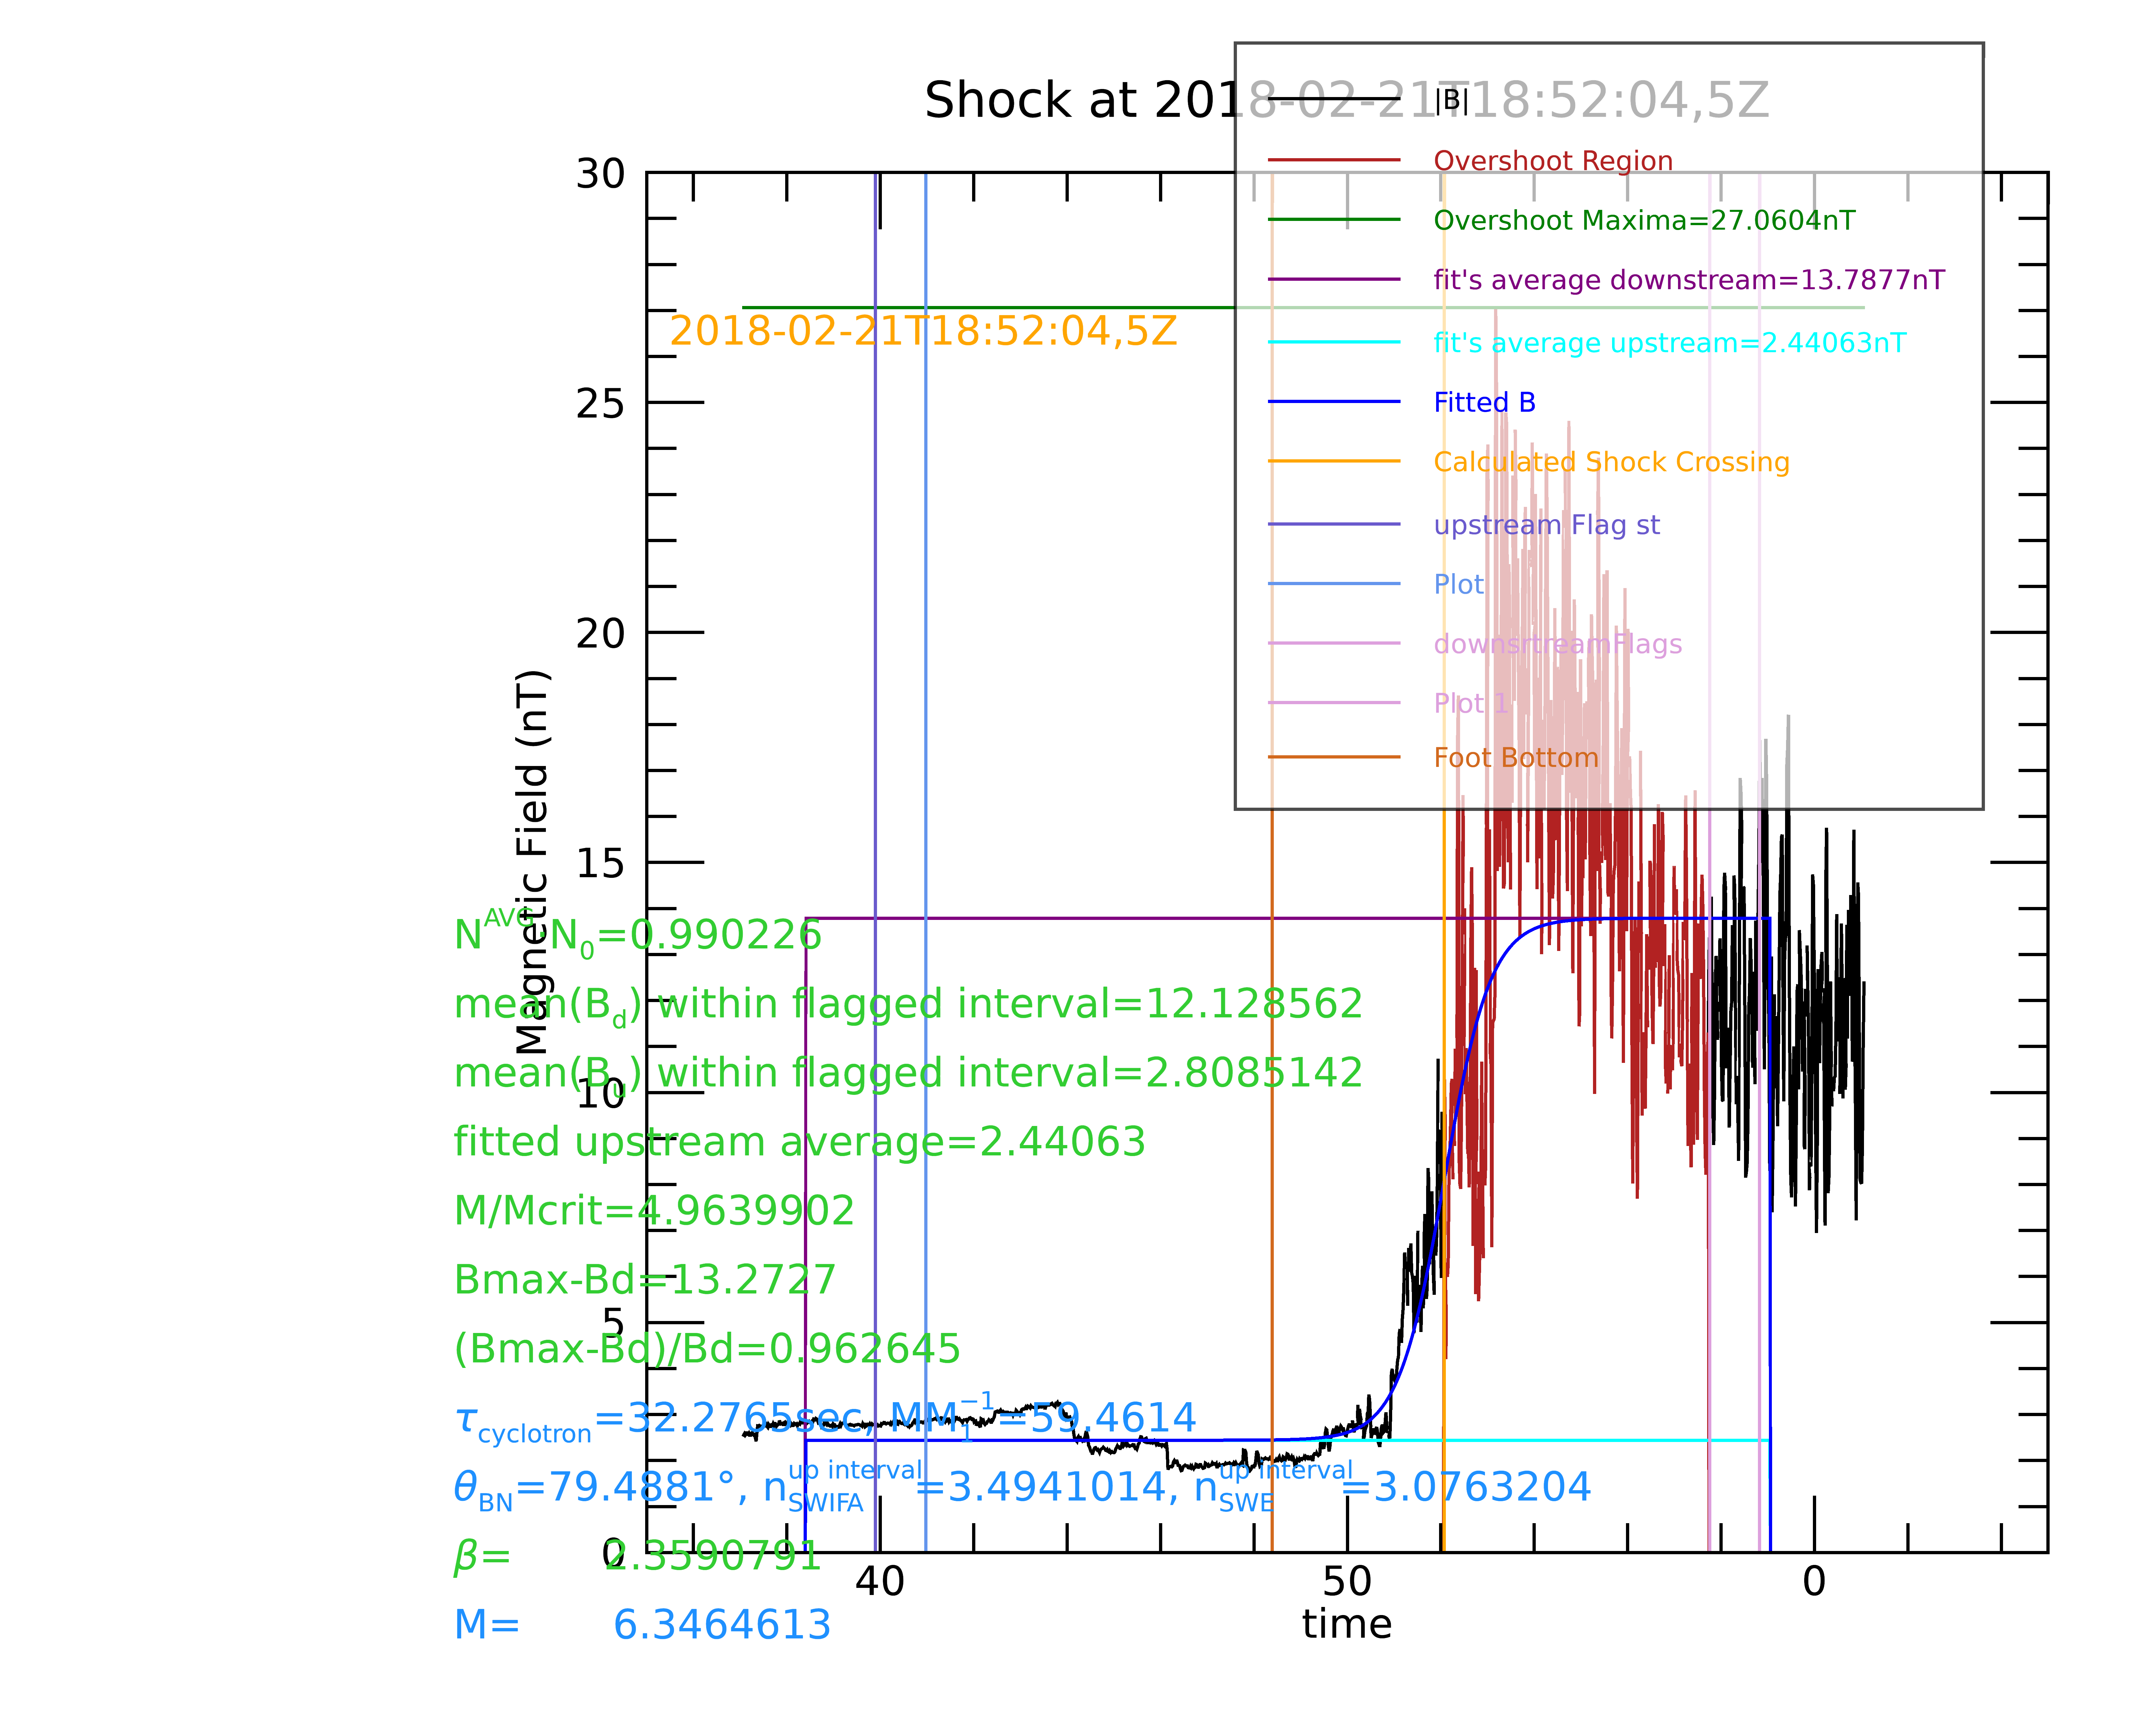 Shock at 2018-02-21T18:52:04,5Z
|B|
Overshoot Region
Overshoot Maxima=27.0604nT
fit's average downstream=13.7877nT
fit's average upstream=2.44063nT
Fitted B
Calculated Shock Crossing
upstream Flag st
Plot
downsrtreamFlags
Plot 1
Foot Bottom
2018-02-21T18:52:04,5Z
30
25
20
15
10
5
0
Magnetic Field (nT)
N^AVG·N_0=0.990226
mean(B_d) within flagged interval=12.128562
mean(B_u) within flagged interval=2.8085142
fitted upstream average=2.44063
M/Mcrit=4.9639902
Bmax-Bd=13.2727
(Bmax-Bd)/Bd=0.962645
τ_cyclotron=32.2765sec, MM_1^−1=59.4614
θ_BN=79.4881°, n_SWIFA^up interval=3.4941014, n_SWE^up interval=3.0763204
β= 2.3590791
M= 6.3464613
40 50 0
time